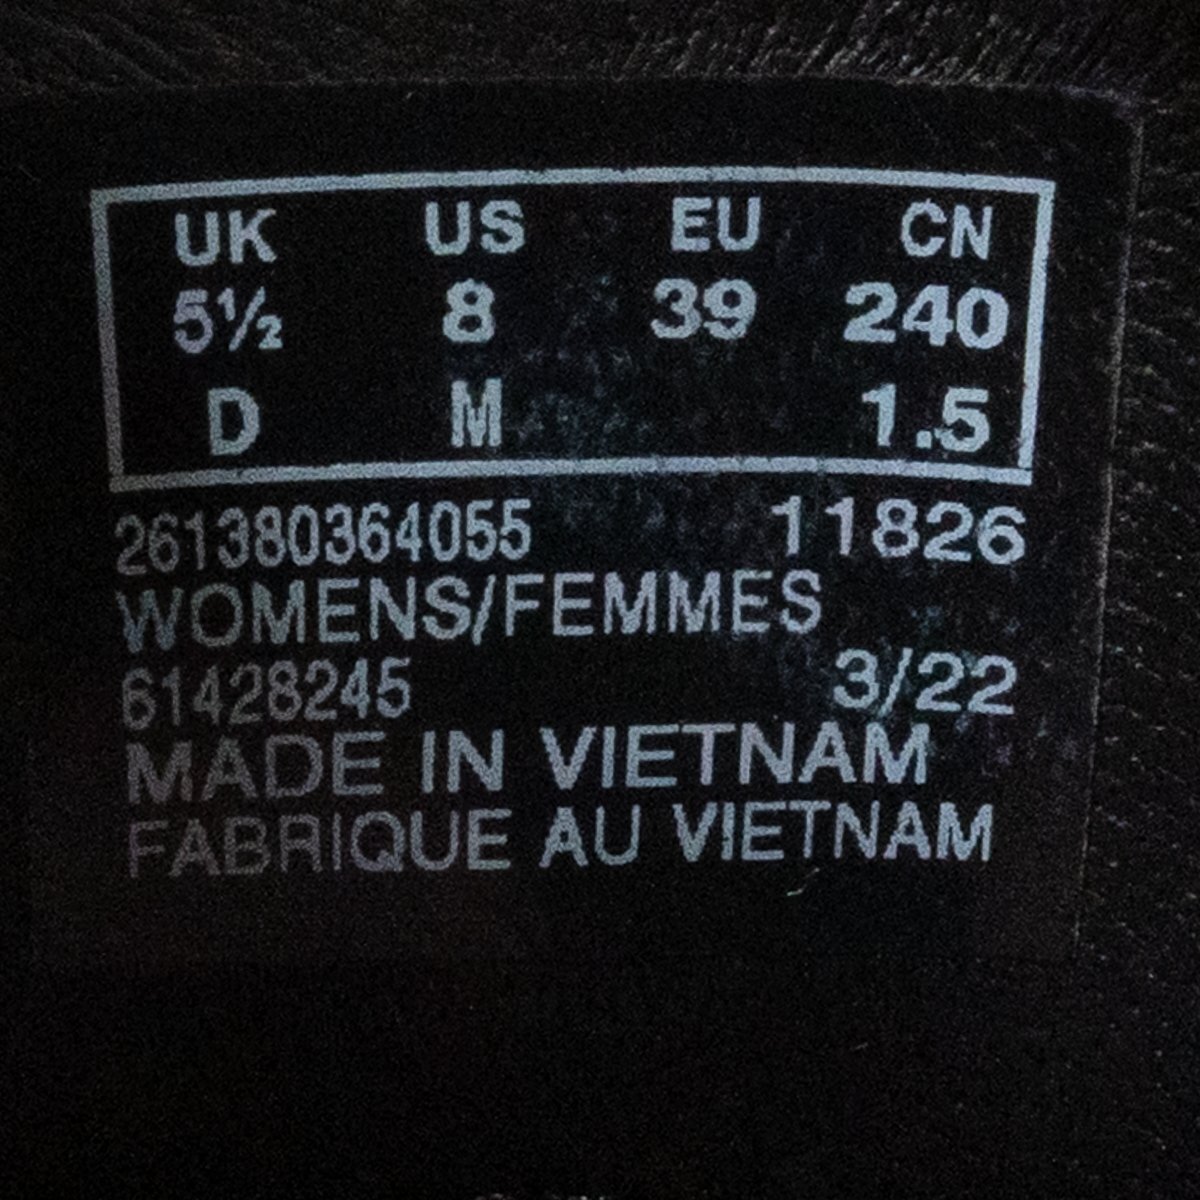 UK US EU CN
5½ 8 39 240
D M 1.5
261380364055 11826
WOMENS/FEMMES
61428245 3/22
MADE IN VIETNAM
FABRIQUE AU VIETNAM